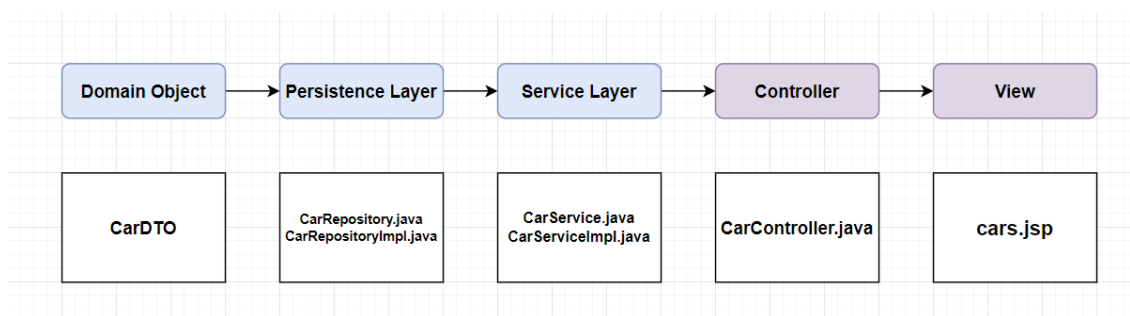 Domain Object
Persistence Layer
Service Layer
Controller
View
CarDTO
CarRepository.java
CarRepositoryImpl.java
CarService.java
CarServiceImpl.java
CarController.java
cars.jsp